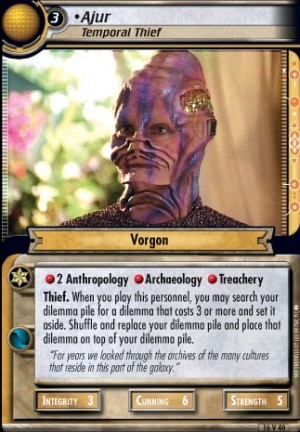 3
•Ajur
Temporal Thief
Vorgon
2 Anthropology Archaeology Treachery
Thief. When you play this personnel, you may search your
dilemma pile for a dilemma that costs 3 or more and set it
aside. Shuffle and replace your dilemma pile and place that
dilemma on top of your dilemma pile.
"For years we looked through the archives of the many cultures
that reside in this part of the galaxy."
INTEGRITY 3 CUNNING 6 STRENGTH 5
16 V 40